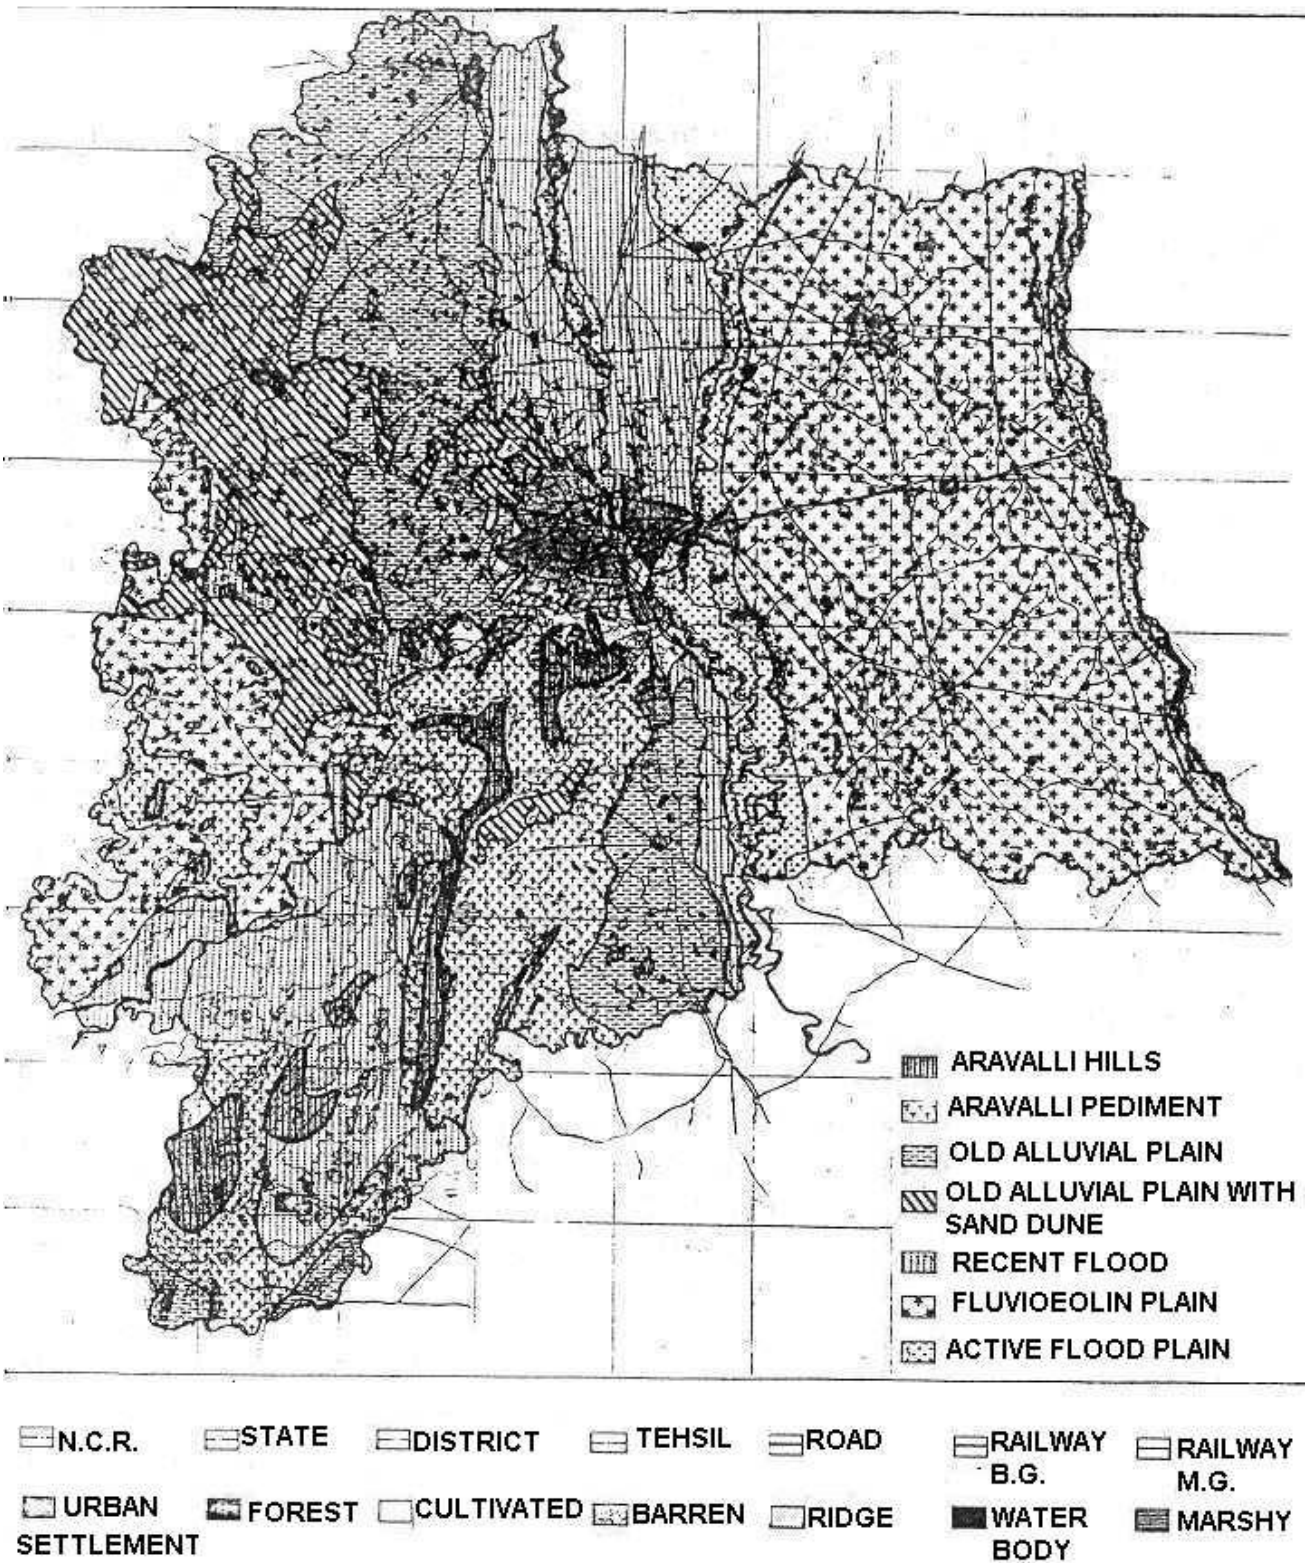 ARAVALLI HILLS
ARAVALLI PEDIMENT
OLD ALLUVIAL PLAIN
OLD ALLUVIAL PLAIN WITH
SAND DUNE
RECENT FLOOD
FLUVIOEOLIN PLAIN
ACTIVE FLOOD PLAIN
N.C.R. STATE DISTRICT TEHSIL ROAD RAILWAY B.G. RAILWAY M.G.
URBAN SETTLEMENT FOREST CULTIVATED BARREN RIDGE WATER BODY MARSHY